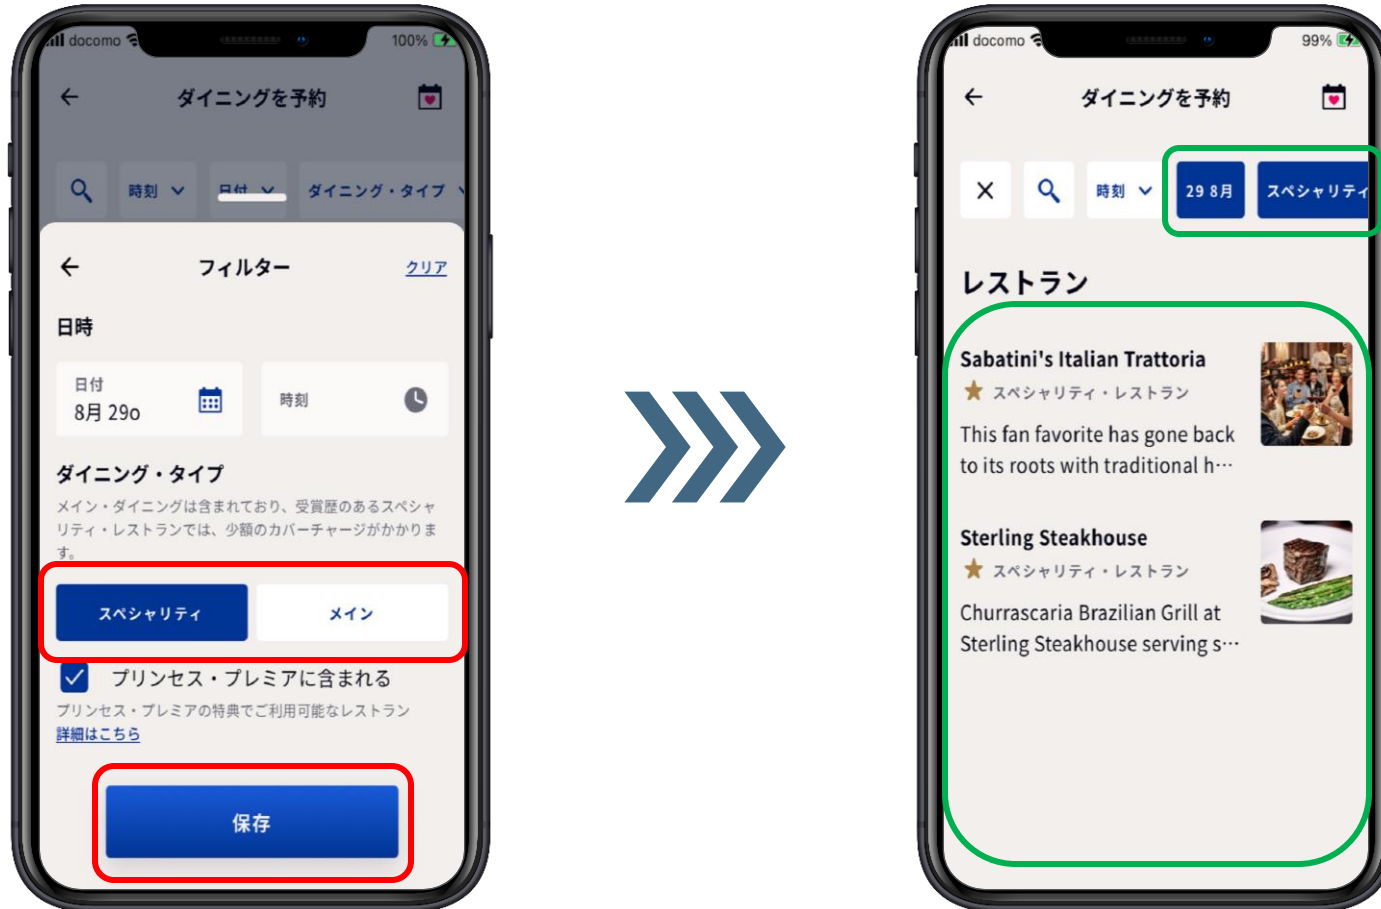 docomo
100%
ダイニングを予約
時刻
日付
ダイニング・タイプ
フィルター
クリア
日時
日付
8月 29o
時刻
ダイニング・タイプ
メイン・ダイニングは含まれており、受賞歴のあるスペシャ
リティ・レストランでは、少額のカバーチャージがかかりま
す。
スペシャリティ
メイン
プリンセス・プレミアに含まれる
プリンセス・プレミアの特典でご利用可能なレストラン
詳細はこちら
保存
docomo
99%
ダイニングを予約
時刻
29 8月
スペシャリティ
レストラン
Sabatini's Italian Trattoria
スペシャリティ・レストラン
This fan favorite has gone back
to its roots with traditional h…
Sterling Steakhouse
スペシャリティ・レストラン
Churrascaria Brazilian Grill at
Sterling Steakhouse serving s…